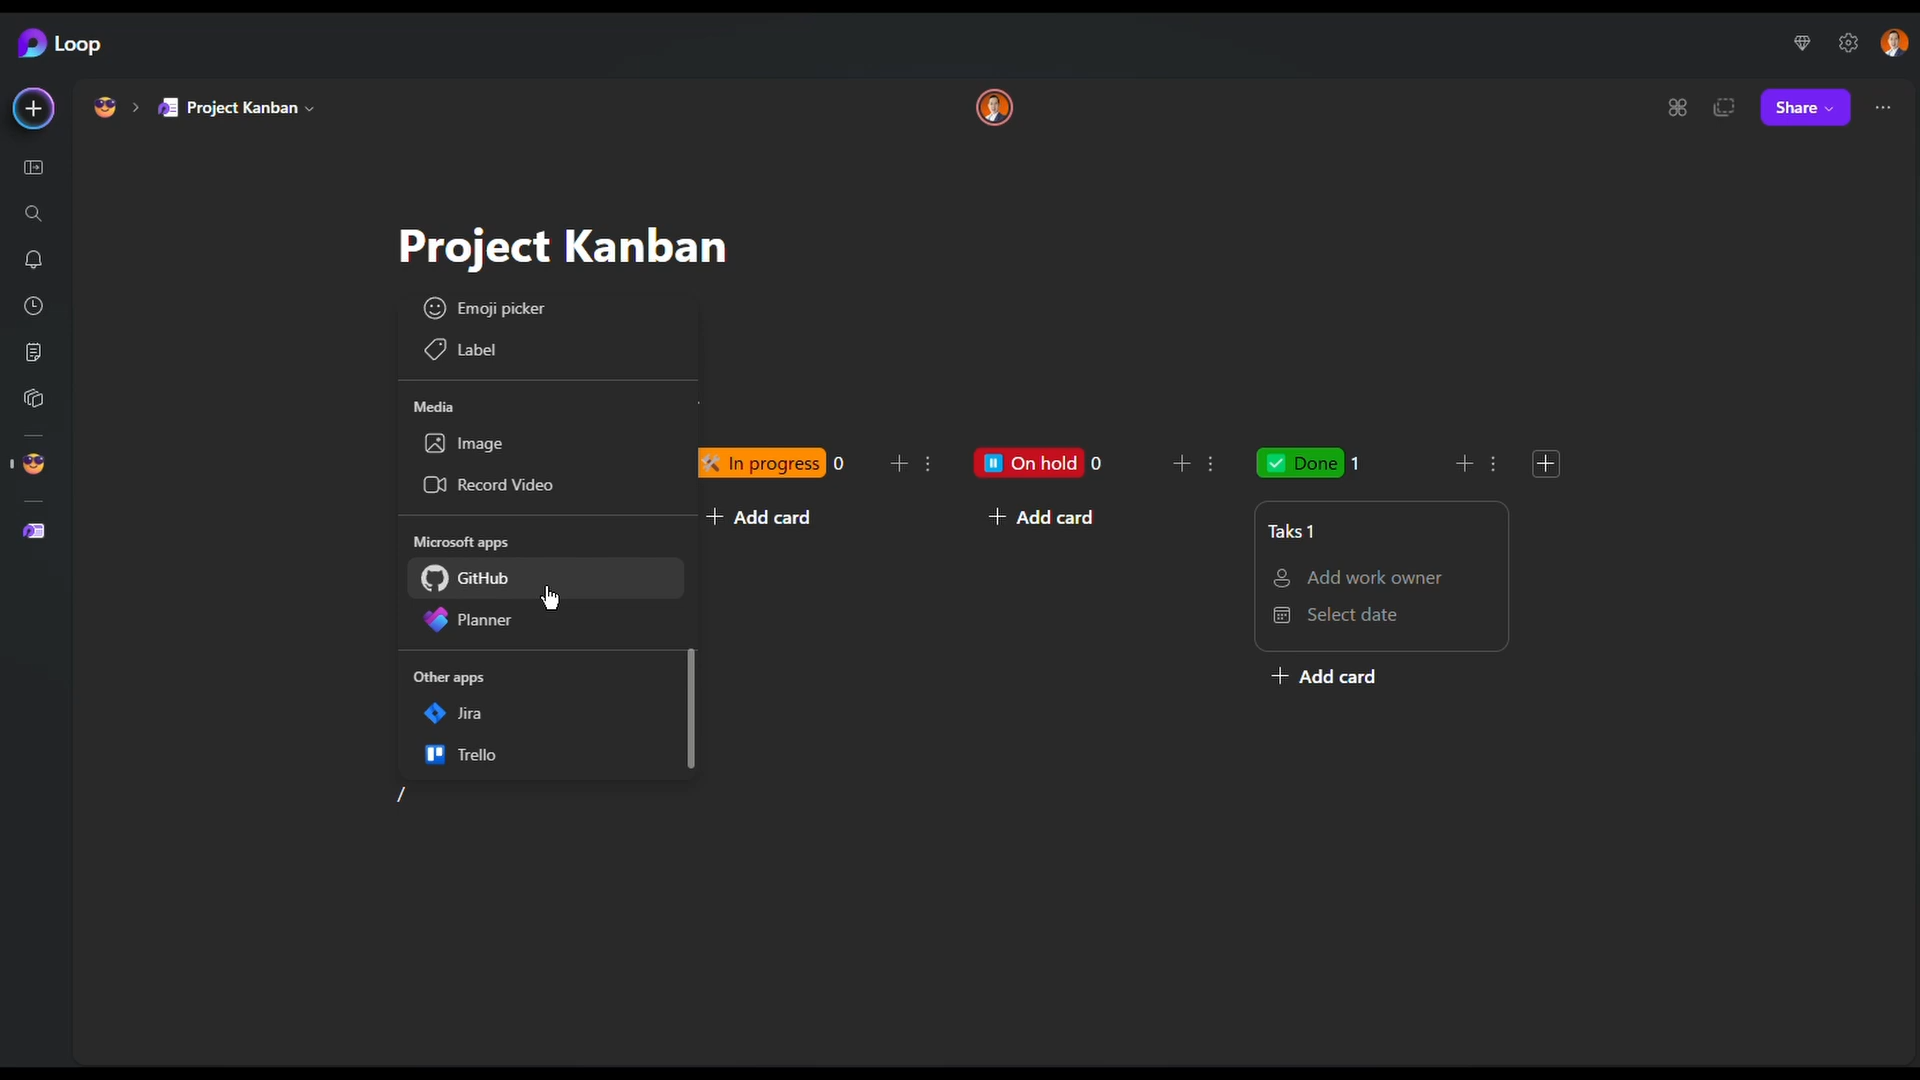 Loop
Project Kanban
Share
Project Kanban
Emoji picker
Label
Media
Image
Record Video
Microsoft apps
GitHub
Planner
Other apps
Jira
Trello
/
In progress 0
Add card
On hold 0
Add card
Done 1
Taks 1
Add work owner
Select date
Add card